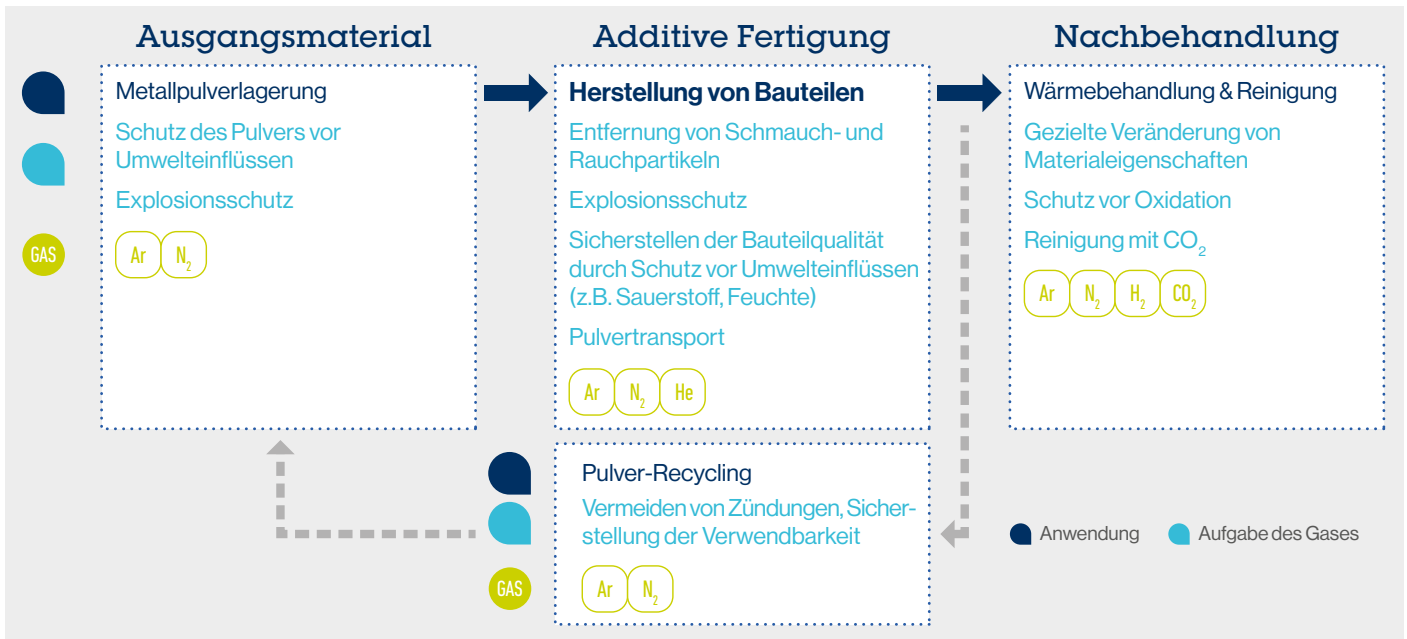 Ausgangsmaterial
Metallpulverlagerung
Schutz des Pulvers vor
Umwelteinflüssen
Explosionsschutz
GAS
Ar
N₂
Additive Fertigung
Herstellung von Bauteilen
Entfernung von Schmauch- und
Rauchpartikeln
Explosionsschutz
Sicherstellen der Bauteilqualität
durch Schutz vor Umwelteinflüssen
(z.B. Sauerstoff, Feuchte)
Pulvertransport
Ar
N₂
He
Nachbehandlung
Wärmebehandlung & Reinigung
Gezielte Veränderung von
Materialeigenschaften
Schutz vor Oxidation
Reinigung mit CO₂
Ar
N₂
H₂
CO₂
Pulver-Recycling
Vermeiden von Zündungen, Sicher-
stellung der Verwendbarkeit
GAS
Ar
N₂
Anwendung
Aufgabe des Gases